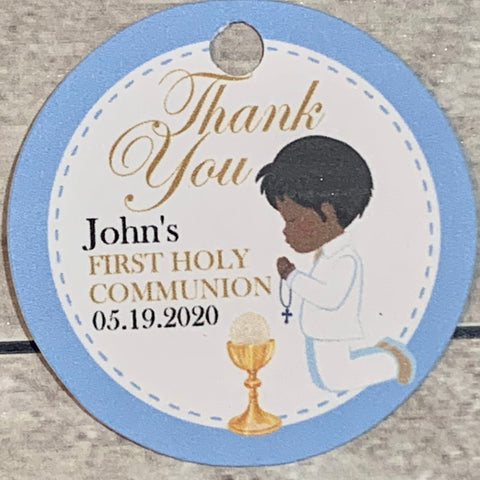 Thank
You
John's
FIRST HOLY
COMMUNION
05.19.2020